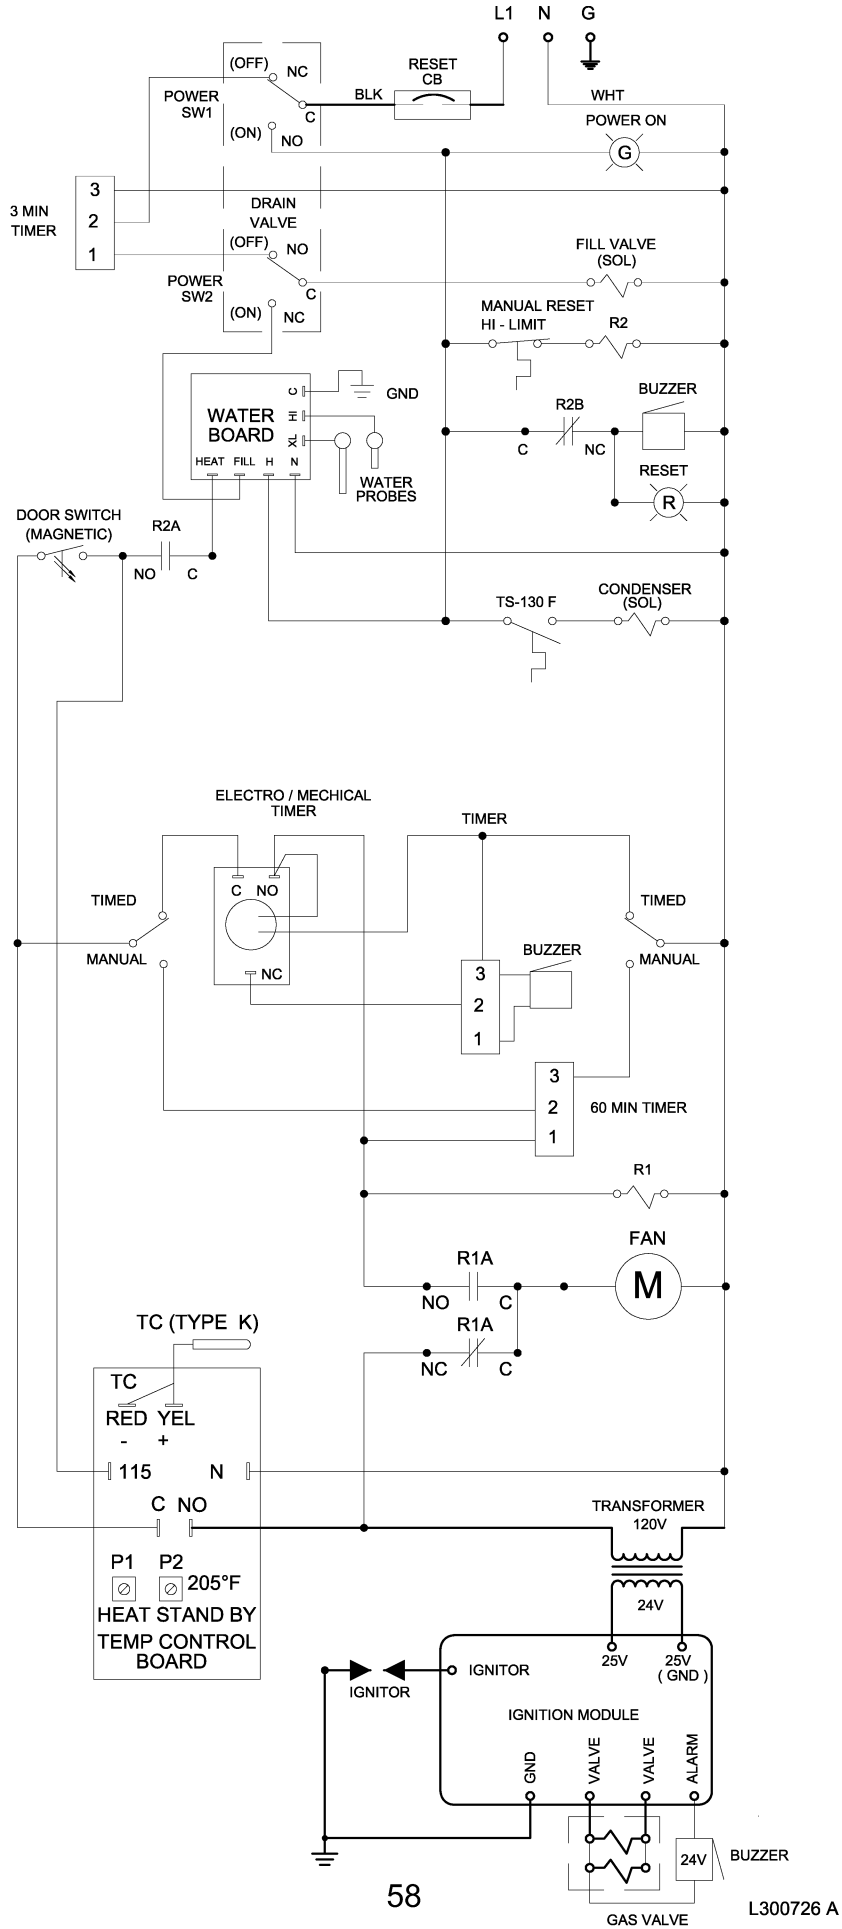 L1 N G
(OFF) NC
RESET
CB
BLK
WHT
POWER
SW1
C
(ON) NO
POWER ON
G
3 MIN
TIMER
3
2
1
DRAIN
VALVE
(OFF) NO
POWER
SW2
C
(ON) NC
FILL VALVE
(SOL)
MANUAL RESET
HI - LIMIT
R2
WATER
BOARD
C
HI
XL
HEAT FILL H N
GND
WATER
PROBES
R2B
C NC
BUZZER
RESET
R
DOOR SWITCH
(MAGNETIC)
R2A
NO C
TS-130 F
CONDENSER
(SOL)
ELECTRO / MECHICAL
TIMER
TIMER
C NO
TIMED
MANUAL
NC
TIMED
MANUAL
BUZZER
3
2
1
3
2
1
60 MIN TIMER
R1
FAN
M
R1A
NO C
R1A
NC C
TC (TYPE K)
TC
RED YEL
- +
115 N
C NO
P1 P2
205°F
HEAT STAND BY
TEMP CONTROL
BOARD
TRANSFORMER
120V
24V
25V
25V
( GND )
IGNITOR
IGNITOR
IGNITION MODULE
GND
VALVE
VALVE
ALARM
24V
BUZZER
GAS VALVE
58
L300726 A